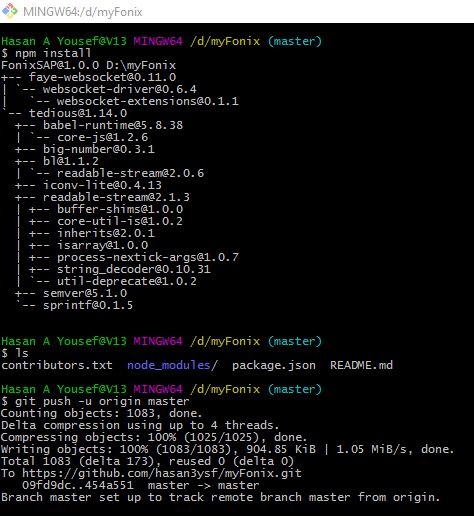 MINGW64:/d/myFonix
Hasan A Yousef@V13 MINGW64 /d/myFonix (master)
$ npm install
FonixSAP@1.0.0 D:\myFonix
+-- faye-websocket@0.11.0
| `-- websocket-driver@0.6.4
|   `-- websocket-extensions@0.1.1
`-- tedious@1.14.0
  +-- babel-runtime@5.8.38
  | `-- core-js@1.2.6
  +-- big-number@0.3.1
  +-- bl@1.1.2
  | `-- readable-stream@2.0.6
  +-- iconv-lite@0.4.13
  +-- readable-stream@2.1.3
  | +-- buffer-shims@1.0.0
  | +-- core-util-is@1.0.2
  | +-- inherits@2.0.1
  | +-- isarray@1.0.0
  | +-- process-nextick-args@1.0.7
  | +-- string_decoder@0.10.31
  | `-- util-deprecate@1.0.2
  +-- semver@5.1.0
  `-- sprintf@0.1.5
Hasan A Yousef@V13 MINGW64 /d/myFonix (master)
$ ls
contributors.txt  node_modules/  package.json  README.md
Hasan A Yousef@V13 MINGW64 /d/myFonix (master)
$ git push -u origin master
Counting objects: 1083, done.
Delta compression using up to 4 threads.
Compressing objects: 100% (1025/1025), done.
Writing objects: 100% (1083/1083), 904.85 KiB | 1.05 MiB/s, done.
Total 1083 (delta 173), reused 0 (delta 0)
To https://github.com/hasan3ysf/myFonix.git
   09fd9dc..454a551  master -> master
Branch master set up to track remote branch master from origin.